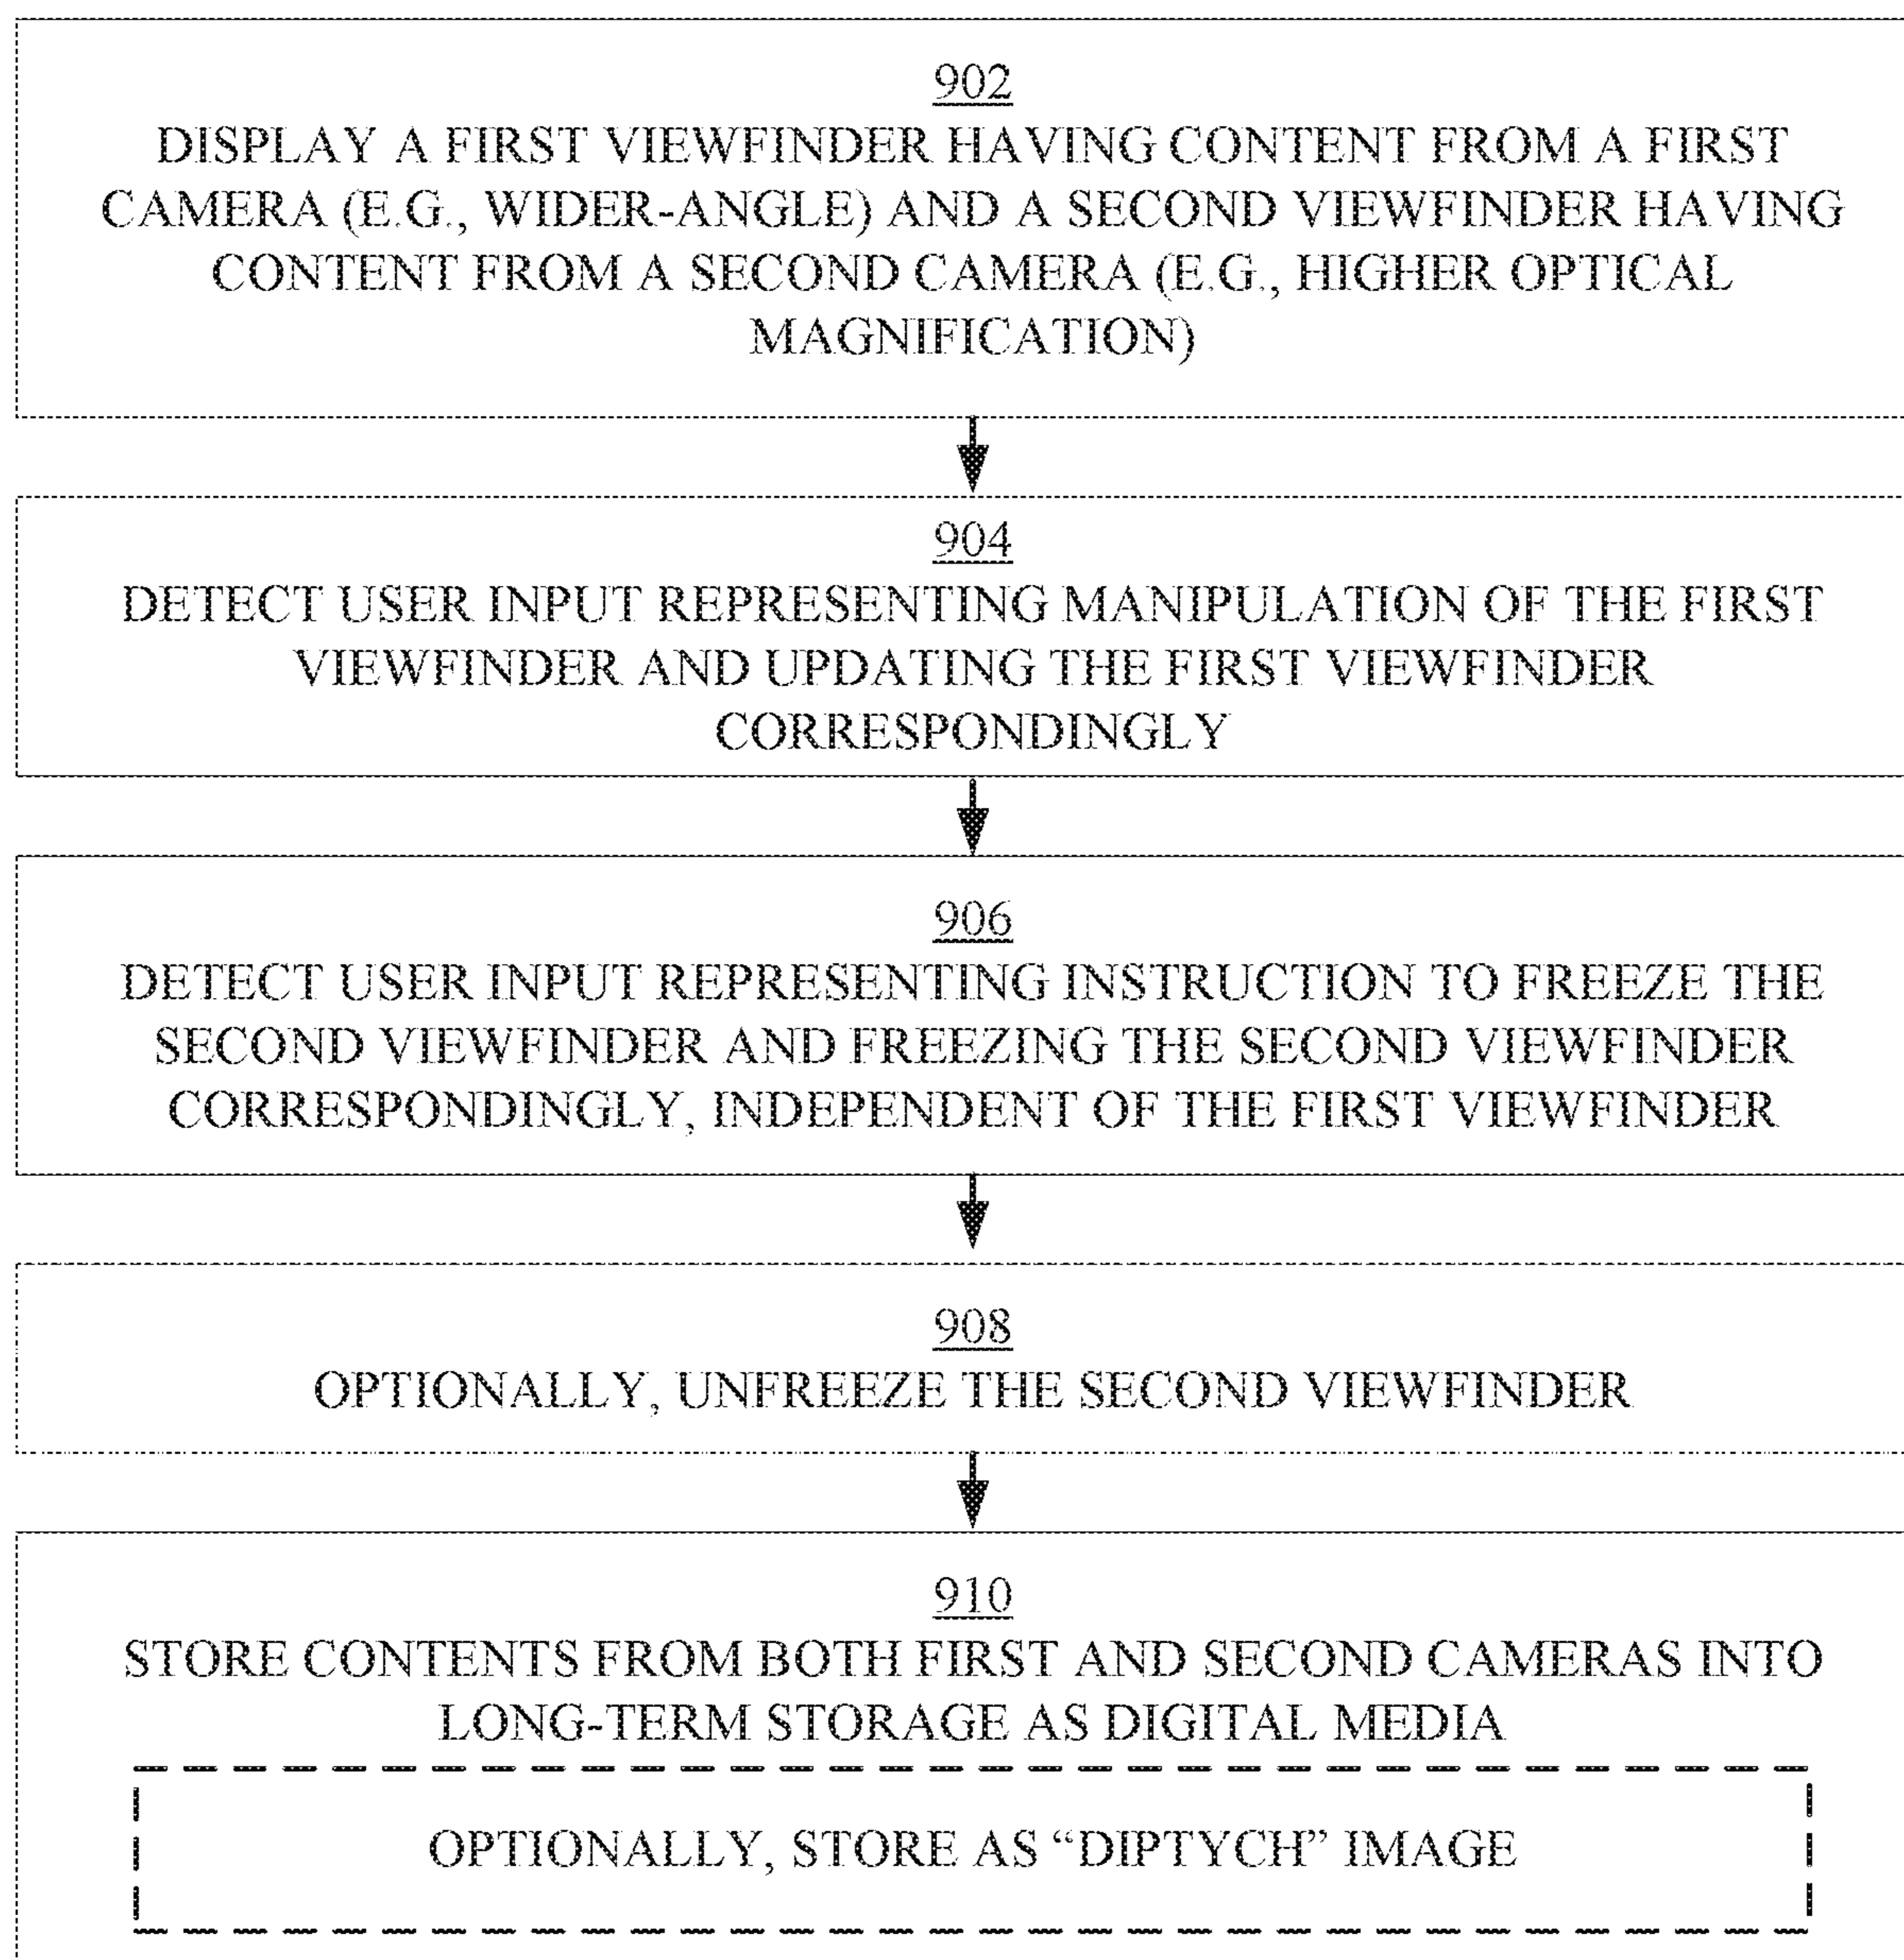 902
DISPLAY A FIRST VIEWFINDER HAVING CONTENT FROM A FIRST
CAMERA (E.G., WIDER-ANGLE) AND A SECOND VIEWFINDER HAVING
CONTENT FROM A SECOND CAMERA (E.G., HIGHER OPTICAL
MAGNIFICATION)
904
DETECT USER INPUT REPRESENTING MANIPULATION OF THE FIRST
VIEWFINDER AND UPDATING THE FIRST VIEWFINDER
CORRESPONDINGLY
906
DETECT USER INPUT REPRESENTING INSTRUCTION TO FREEZE THE
SECOND VIEWFINDER AND FREEZING THE SECOND VIEWFINDER
CORRESPONDINGLY, INDEPENDENT OF THE FIRST VIEWFINDER
908
OPTIONALLY, UNFREEZE THE SECOND VIEWFINDER
910
STORE CONTENTS FROM BOTH FIRST AND SECOND CAMERAS INTO
LONG-TERM STORAGE AS DIGITAL MEDIA
OPTIONALLY, STORE AS “DIPTYCH” IMAGE